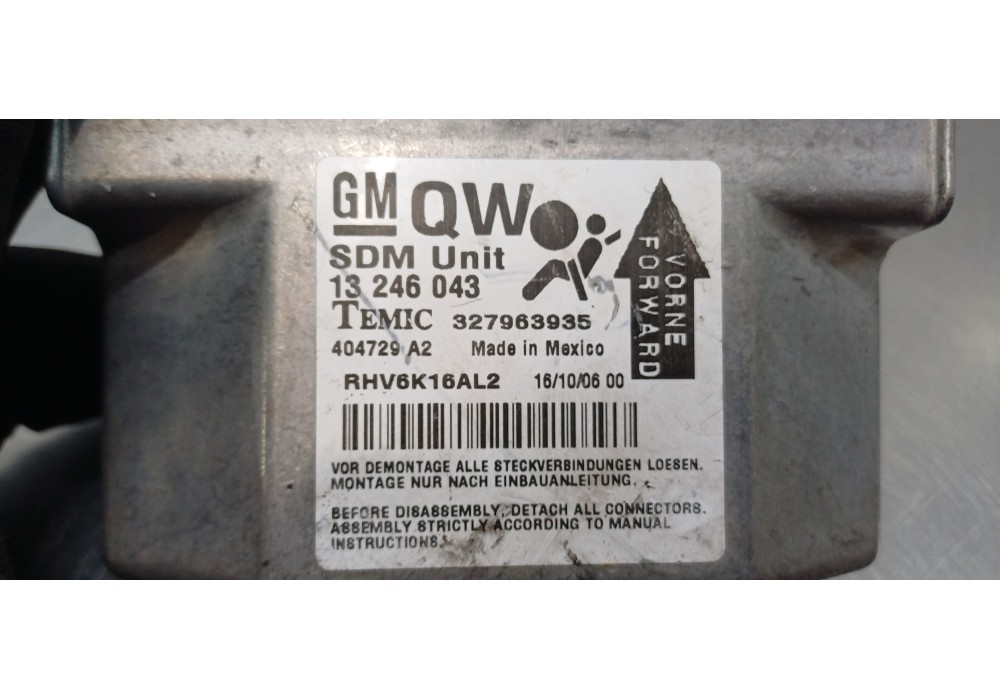 GM QW
SDM Unit
13 246 043
TEMIC 327963935
404729 A2 Made in Mexico
RHV6K16AL2 16/10/06 00
VORNE
FORWARD
VOR DEMONTAGE ALLE STECKVERBINDUNGEN LOESEN.
MONTAGE NUR NACH EINBAUANLEITUNG.
BEFORE DISASSEMBLY, DETACH ALL CONNECTORS.
ASSEMBLY STRICTLY ACCORDING TO MANUAL
INSTRUCTIONS.